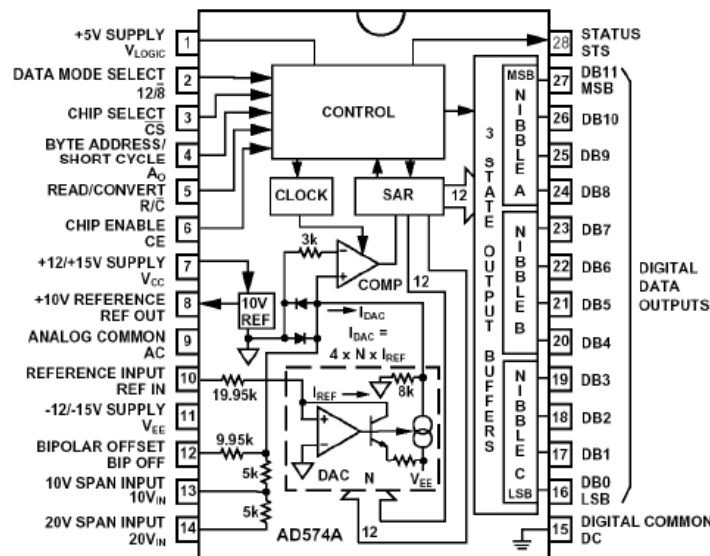 +5V SUPPLY
VLOGIC
1
DATA MODE SELECT
12/8̅
2
CHIP SELECT
C̅S̅
3
BYTE ADDRESS/
SHORT CYCLE
AO
4
READ/CONVERT
R/C̅
5
CHIP ENABLE
CE
6
+12/+15V SUPPLY
VCC
7
+10V REFERENCE
REF OUT
8
ANALOG COMMON
AC
9
REFERENCE INPUT
REF IN
10
-12/-15V SUPPLY
VEE
11
BIPOLAR OFFSET
BIP OFF
12
10V SPAN INPUT
10VIN
13
20V SPAN INPUT
20VIN
14
CONTROL
CLOCK
SAR
12
3k
−
+
COMP
12
10V
REF
IDAC
IDAC =
4 x N x IREF
19.95k
IREF
8k
+
−
9.95k
5k
5k
DAC
N
VEE
12
AD574A
3 STATE OUTPUT BUFFERS
MSB
NIBBLE A
NIBBLE B
NIBBLE C
LSB
28
STATUS
STS
27
DB11
MSB
26
DB10
25
DB9
24
DB8
23
DB7
22
DB6
21
DB5
20
DB4
19
DB3
18
DB2
17
DB1
16
DB0
LSB
15
DIGITAL COMMON
DC
DIGITAL
DATA
OUTPUTS